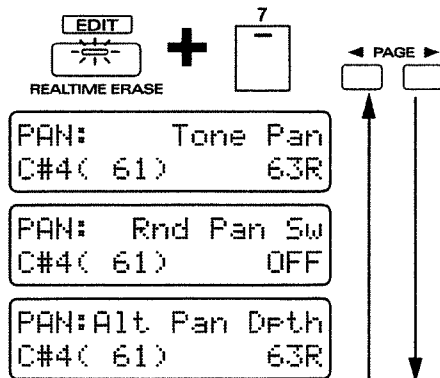 EDIT
REALTIME ERASE
7
◄ PAGE ►
PAN: Tone Pan
C#4( 61) 63R
PAN: Rnd Pan Sw
C#4( 61) OFF
PAN:Alt Pan Dpth
C#4( 61) 63R